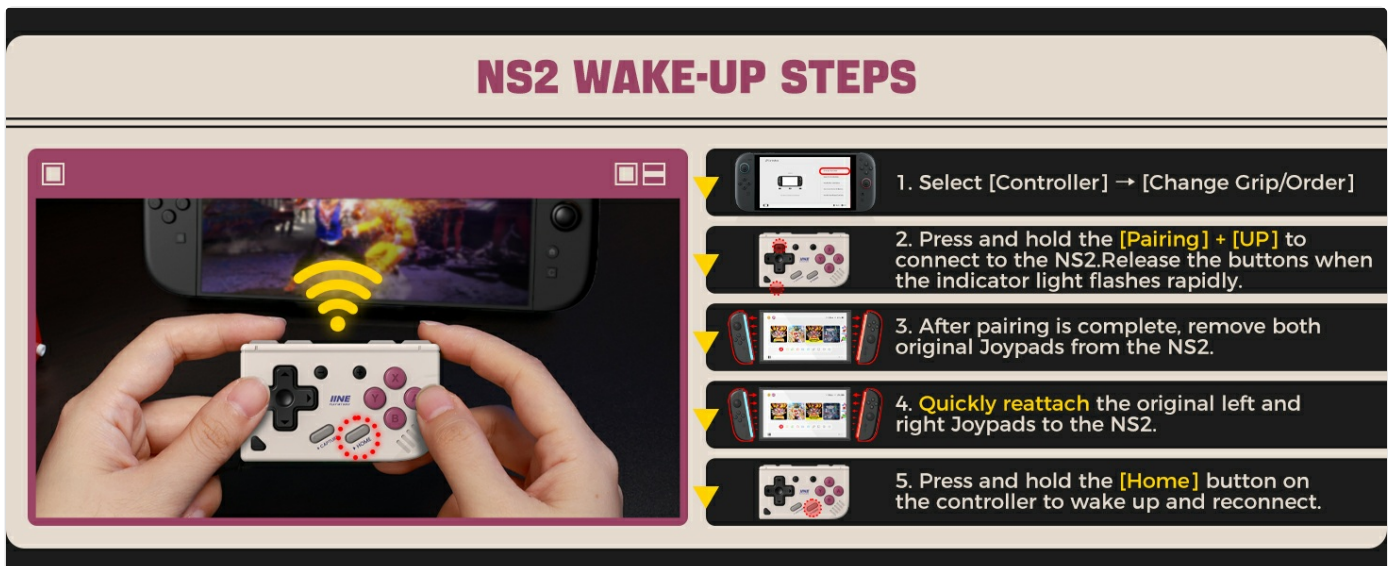 NS2 WAKE-UP STEPS
1. Select [Controller] → [Change Grip/Order]
2. Press and hold the [Pairing] + [UP] to
connect to the NS2.Release the buttons when
the indicator light flashes rapidly.
3. After pairing is complete, remove both
original Joypads from the NS2.
4. Quickly reattach the original left and
right Joypads to the NS2.
5. Press and hold the [Home] button on
the controller to wake up and reconnect.
X
Y
B
IINE
HOME